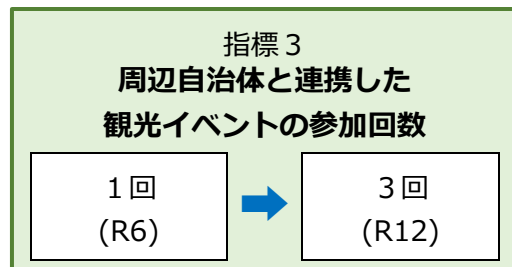 指標３
周辺自治体と連携した
観光イベントの参加回数
１回
(R6)
３回
(R12)